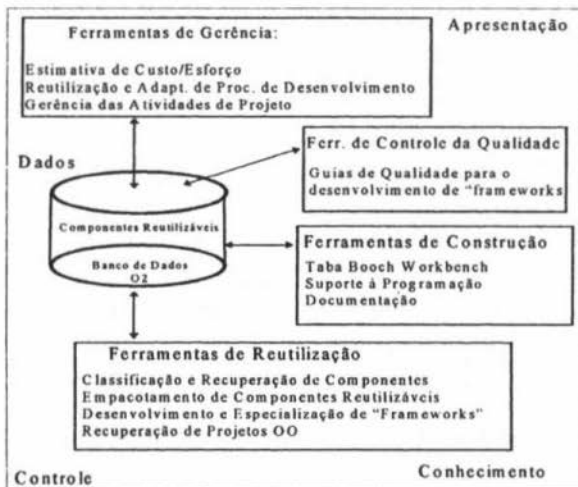 Ferramentas de Gerência:
Apresentação
Estimativa de Custo/Esforço
Reutilização e Adapt. de Proc. de Desenvolvimento
Gerência das Atividades de Projeto
Ferr. de Controle da Qualidade
Guias de Qualidade para o
desenvolvimento de "frameworks
Dados
Componentes Reutilizáveis
Banco de Dados
O2
Ferramentas de Construção
Taba Booch Workbench
Suporte à Programação
Documentação
Ferramentas de Reutilização
Classificação e Recuperação de Componentes
Empacotamento de Componentes Reutilizáveis
Desenvolvimento e Especialização de "Frameworks"
Recuperação de Projetos OO
Controle
Conhecimento